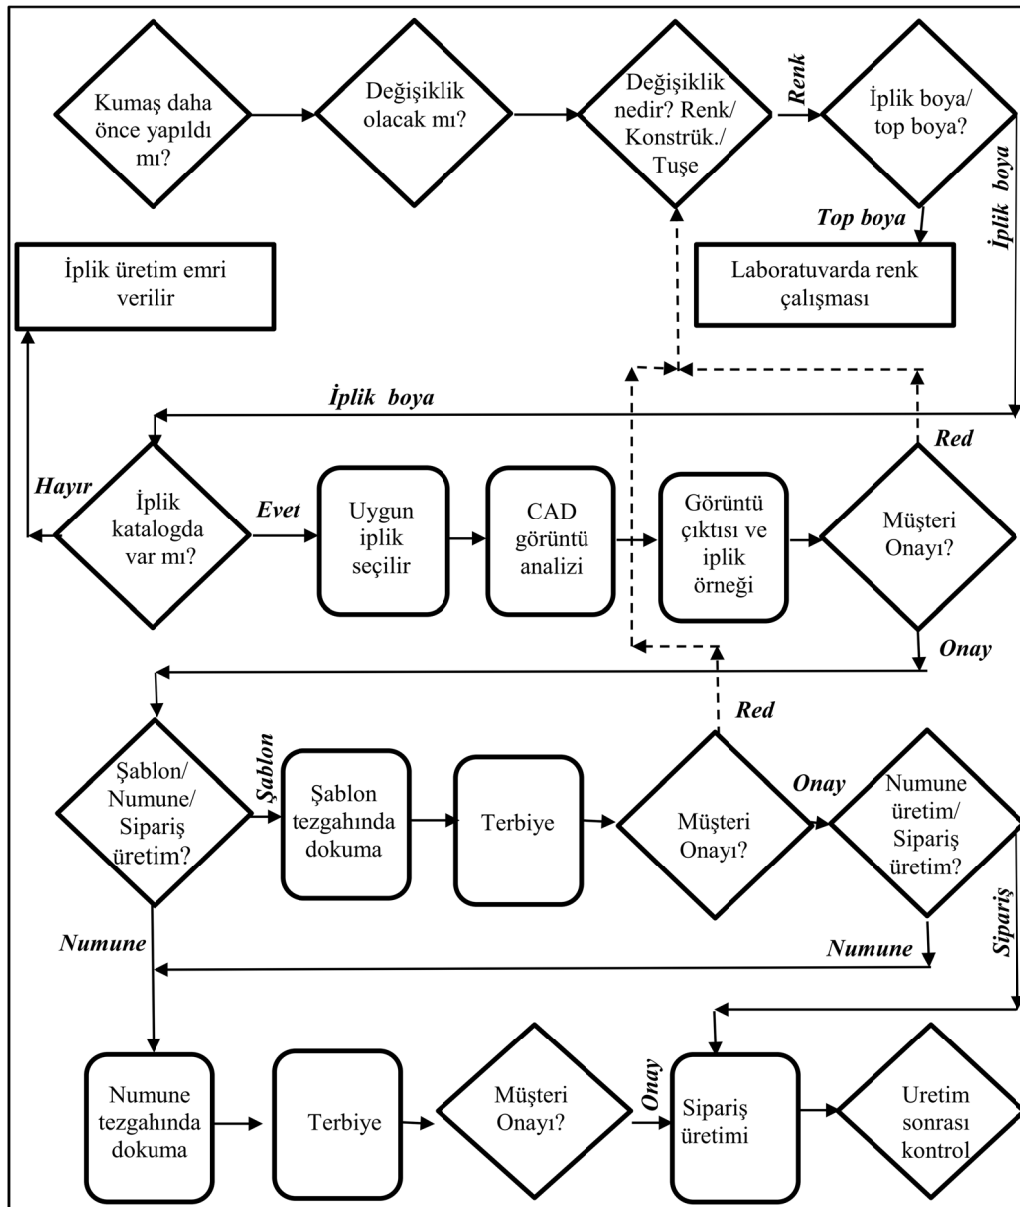 Kumaş daha
önce yapıldı
mı?
Değişiklik
olacak mı?
Değişiklik
nedir? Renk/
Konstrük./
Tuşe
Renk
İplik boya/
top boya?
İplik boya
Top boya
İplik üretim emri
verilir
Laboratuvarda renk
çalışması
İplik boya
Red
Hayır
İplik
katalogda
var mı?
Evet
Uygun
iplik
seçilir
CAD
görüntü
analizi
Görüntü
çıktısı ve
iplik
örneği
Müşteri
Onayı?
Onay
Red
Şablon/
Numune/
Sipariş
üretim?
Şablon
Şablon
tezgahında
dokuma
Terbiye
Müşteri
Onayı?
Onay
Numune
üretim/
Sipariş
üretim?
Sipariş
Numune
Numune
Numune
tezgahında
dokuma
Terbiye
Müşteri
Onayı?
Onay
Sipariş
üretimi
Uretim
sonrası
kontrol